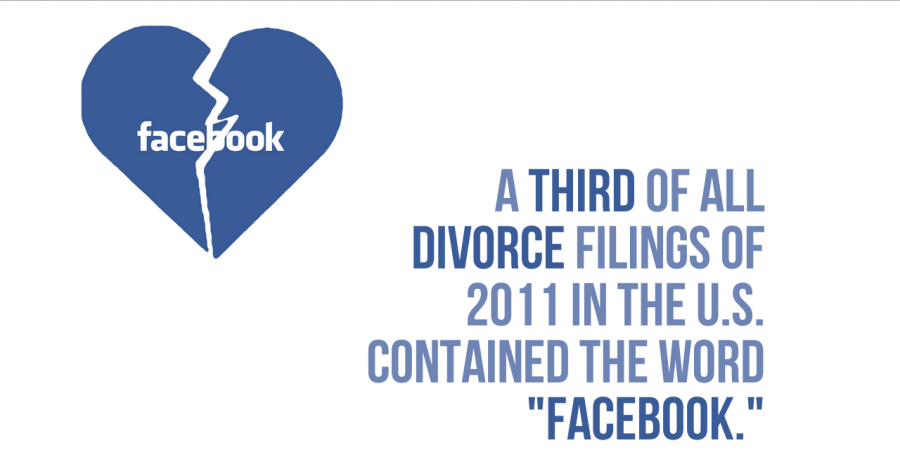 facebook
A THIRD OF ALL
DIVORCE FILINGS OF
2011 IN THE U.S.
CONTAINED THE WORD
"FACEBOOK."